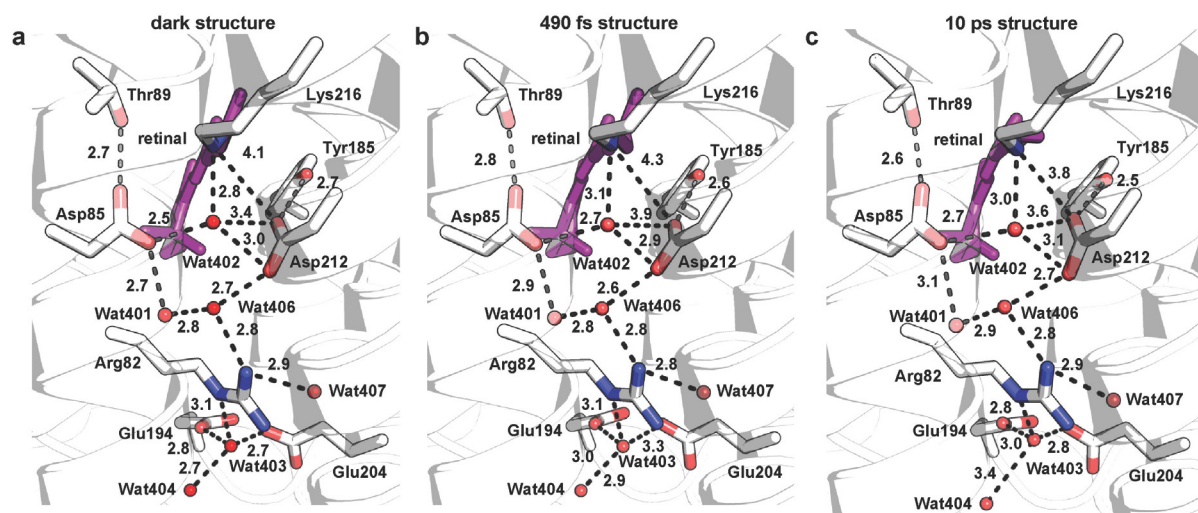 dark structure
490 fs structure
10 ps structure
a
Thr89
Lys216
retinal
2.7
4.1
Tyr185
2.7
2.8
Asp85
2.5
3.4
3.0
Wat402
Asp212
2.7
2.7
Wat401
2.8
Wat406
2.8
Arg82
2.9
Wat407
3.1
Glu194
2.8
2.7
2.7
Wat403
Glu204
Wat404
b
Thr89
Lys216
retinal
2.8
4.3
Tyr185
2.6
3.1
Asp85
2.7
3.9
2.9
Wat402
Asp212
2.9
2.6
Wat401
2.8
Wat406
2.8
Arg82
2.8
Wat407
3.1
Glu194
3.0
3.3
Wat403
2.9
Glu204
Wat404
c
Thr89
Lys216
retinal
2.6
3.8
Tyr185
2.5
3.0
Asp85
2.7
3.6
3.1
Wat402
Asp212
3.1
2.7
Wat401
2.9
Wat406
2.8
Arg82
2.9
Wat407
2.8
Glu194
3.0
2.8
Wat403
3.4
Glu204
Wat404